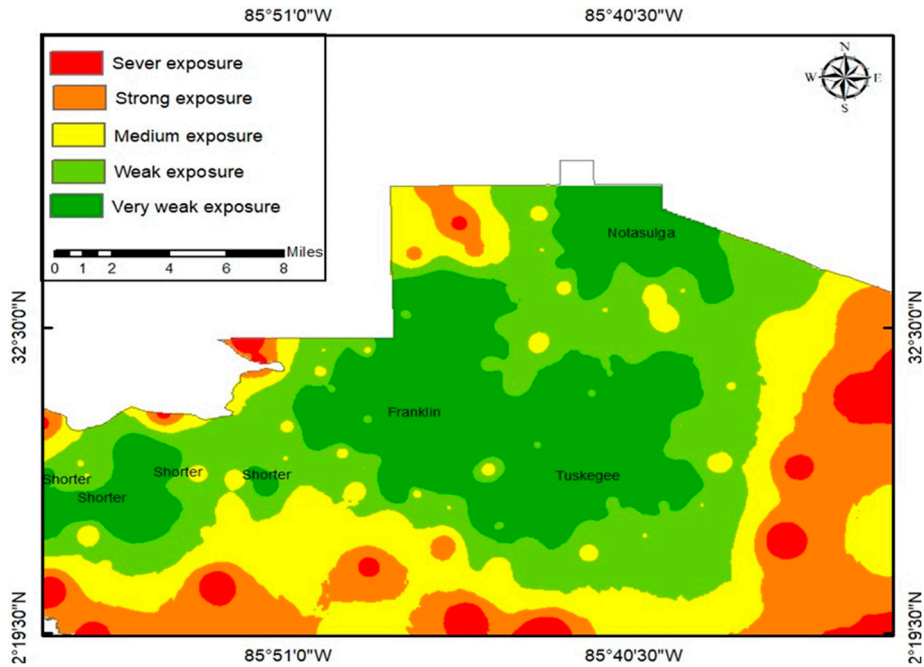 85°51'0"W
85°40'30"W
Sever exposure
Strong exposure
Medium exposure
Weak exposure
Very weak exposure
Miles
0 1 2 4 6 8
N
W E
S
Notasulga
32°30'0"N
32°30'0"N
Franklin
Shorter
Shorter
Shorter
Shorter
Tuskegee
2°19'30"N
2°19'30"N
85°51'0"W
85°40'30"W